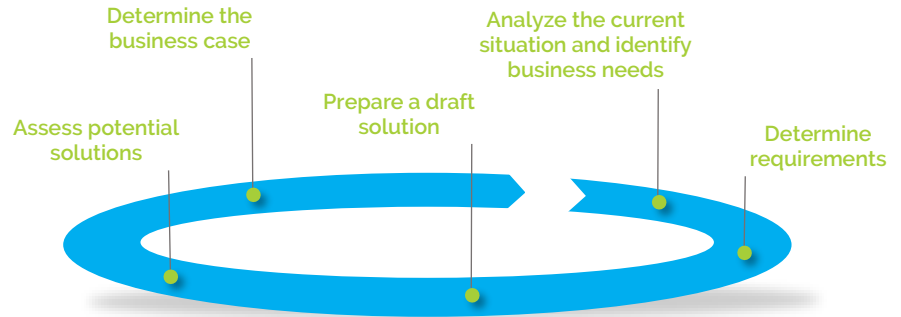 Determine the
business case
Analyze the current
situation and identify
business needs
Prepare a draft
solution
Assess potential
solutions
Determine
requirements